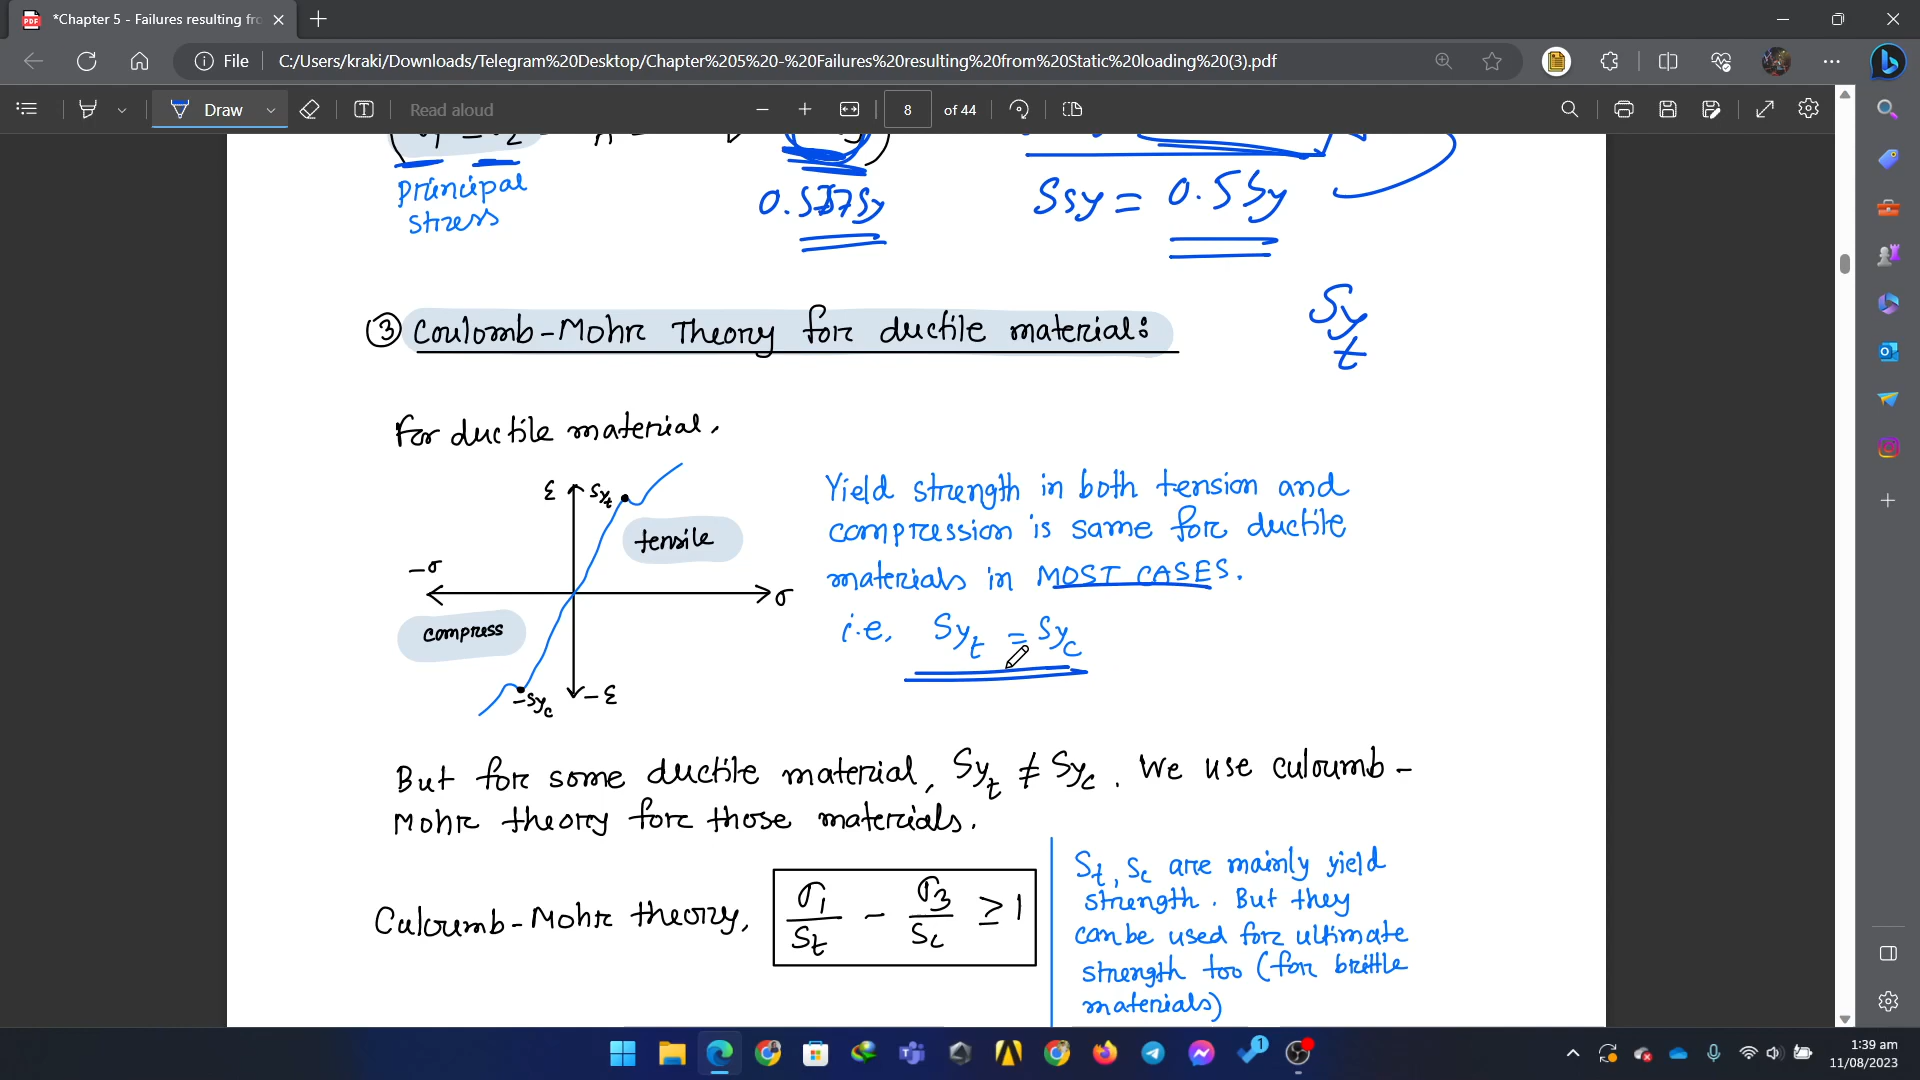 *Chapter 5 - Failures resulting fro
File
C:/Users/kraki/Downloads/Telegram%20Desktop/Chapter%205%20-%20Failures%20resulting%20from%20Static%20loading%20(3).pdf
Draw
Read aloud
8
of 44
Principal
stress
0.577Sy
Ssy = 0.5Sy
Sy
t
③ Coulomb-Mohr Theory for ductile material:
For ductile material,
ε
Syt
tensile
-σ
σ
compress
-Syc
-ε
Yield strength in both tension and
compression is same for ductile
materials in MOST CASES.
i.e, Syt = Syc
But for some ductile material, Syt ≠ Syc. We use culoumb-
Mohr theory for those materials.
Culoumb-Mohr theory, σ1/St - σ3/Sc ≥ 1
St, Sc are mainly yield
strength. But they
can be used for ultimate
strength too (for brittle
materials)
1
1:39 am
11/08/2023